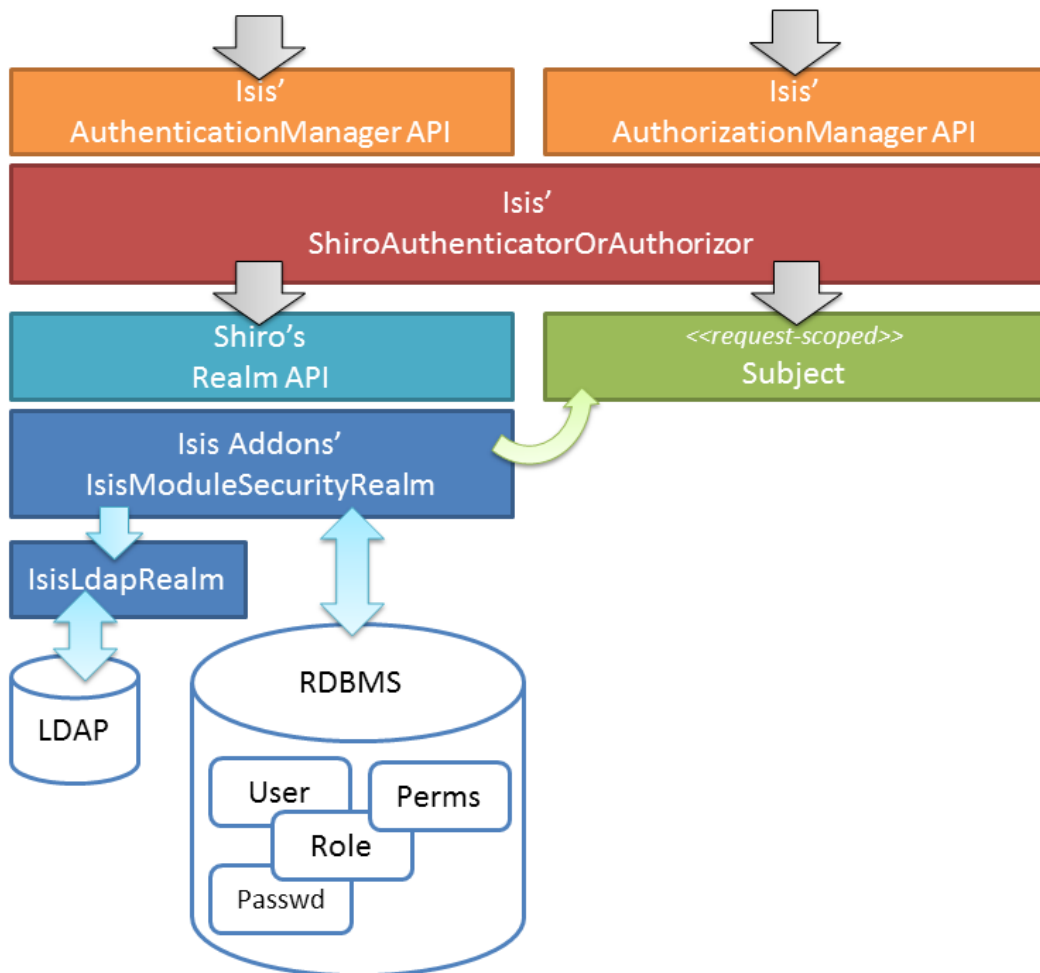 Isis’
AuthenticationManager API
Isis’
AuthorizationManager API
Isis’
ShiroAuthenticatorOrAuthorizor
Shiro’s
Realm API
<<request-scoped>>
Subject
Isis Addons’
IsisModuleSecurityRealm
IsisLdapRealm
LDAP
RDBMS
User
Perms
Role
Passwd